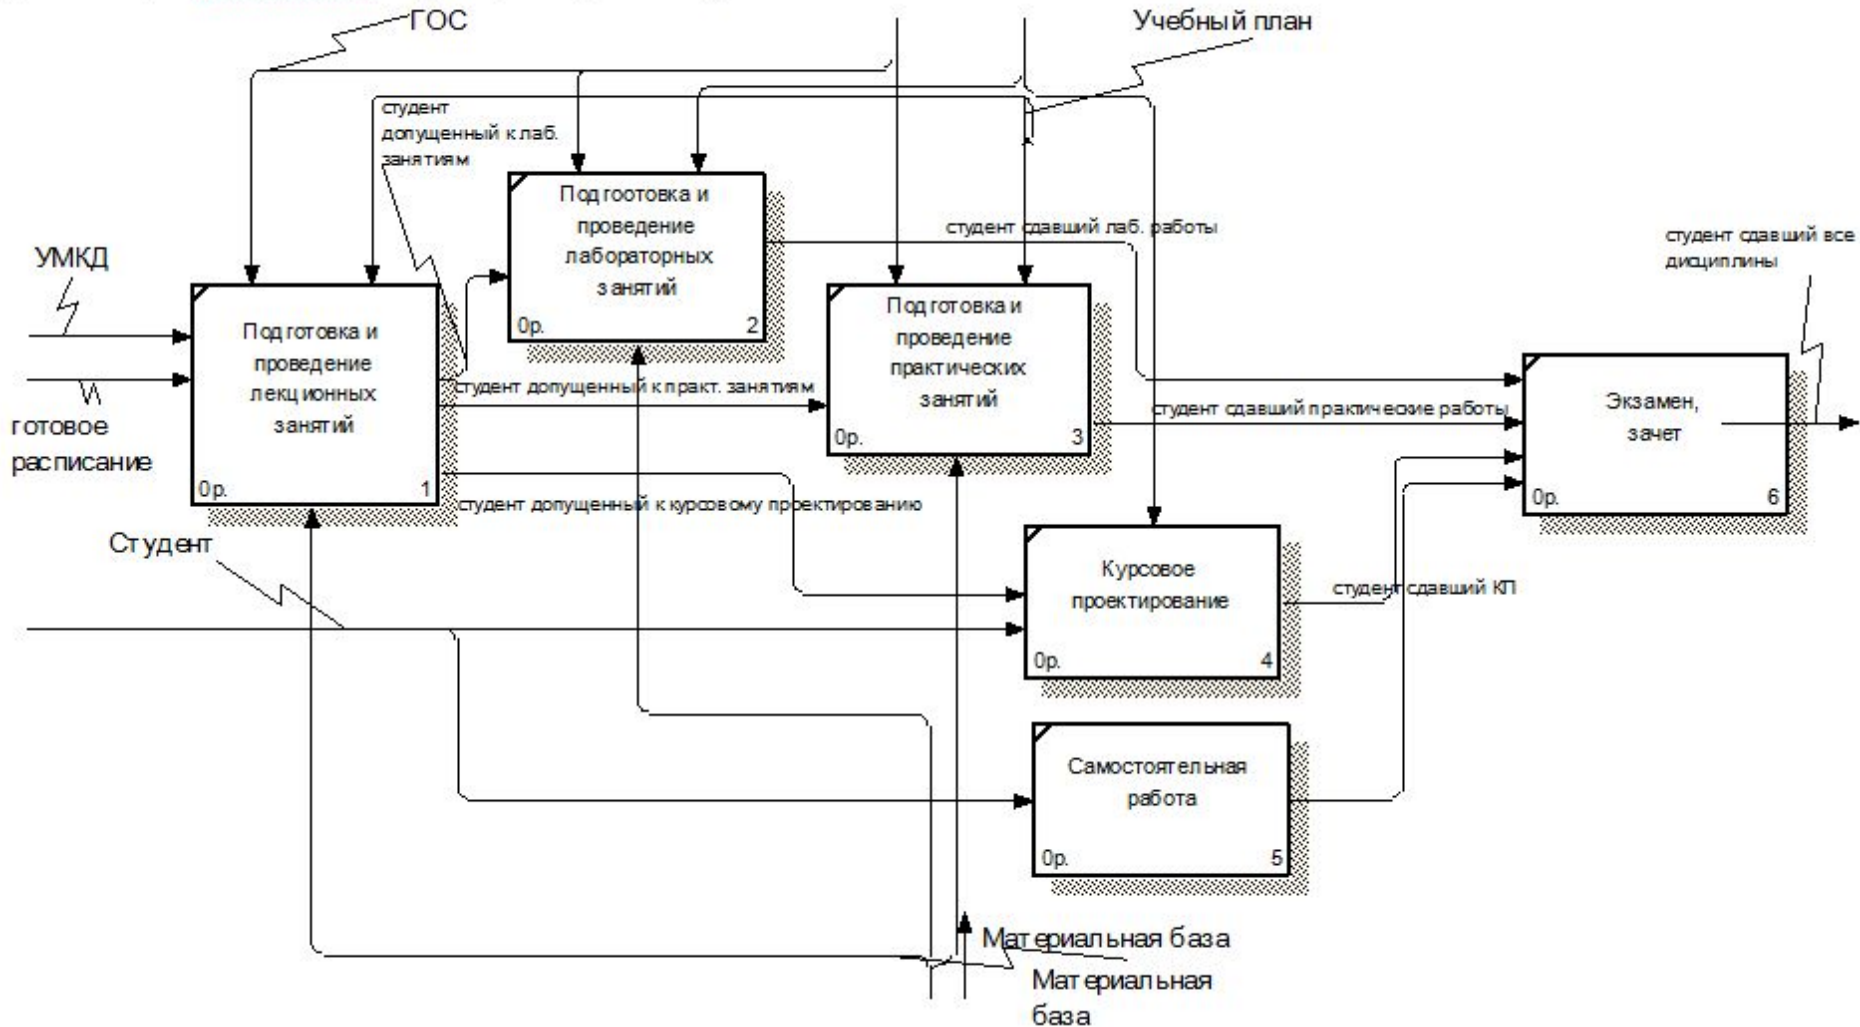 ГОС
Учебный план
студент
допущенный к лаб.
занятиям
Подгоотовка и
проведение
лабораторных
занятий
0р. 2
студент сдавший лаб. работы
студент сдавший все
дисциплины
УМКД
готовое
расписание
Подготовка и
проведение
лекционных
занятий
0р. 1
Подготовка и
проведение
практических
занятий
0р. 3
студент допущенный к практ. занятиям
студент сдавший практические работы
Экзамен,
зачет
0р. 6
студент допущенный к курсовому проектированию
Студент
Курсовое
проектирование
0р. 4
студент сдавший КП
Самостоятельная
работа
0р. 5
Материальная база
Материальная
база